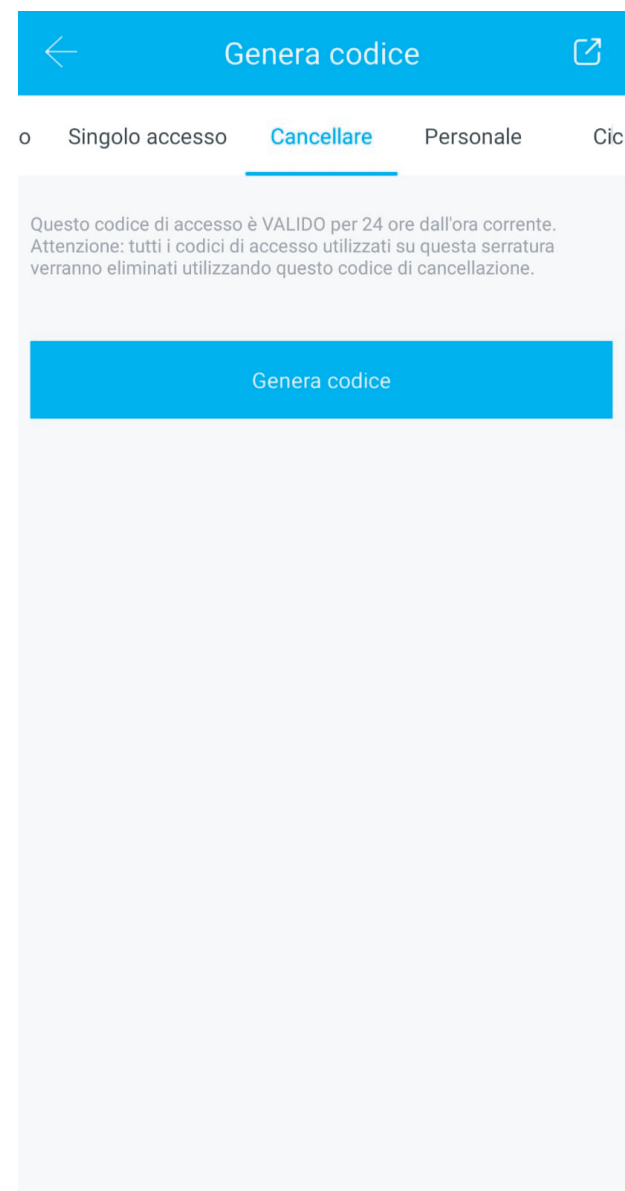 Genera codice
o Singolo accesso Cancellare Personale Cic
Questo codice di accesso è VALIDO per 24 ore dall'ora corrente.
Attenzione: tutti i codici di accesso utilizzati su questa serratura
verranno eliminati utilizzando questo codice di cancellazione.
Genera codice